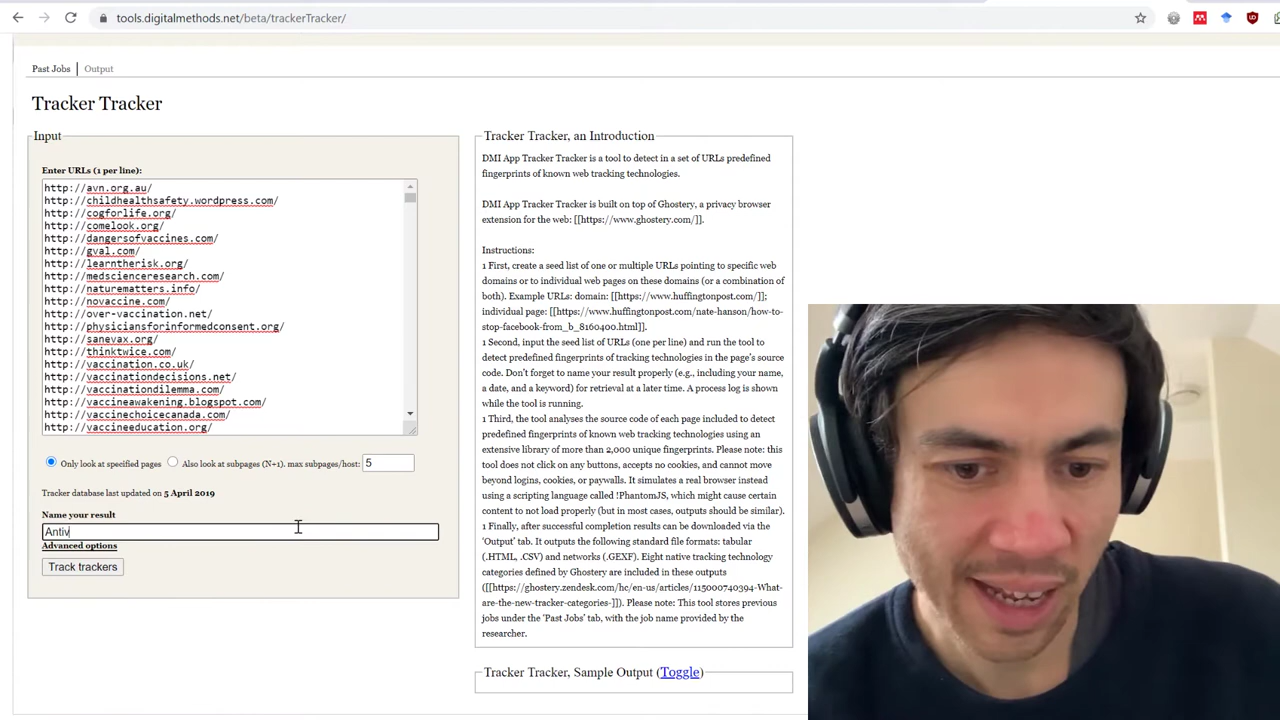 tools.digitalmethods.net/beta/trackerTracker/
Past Jobs | Output
Tracker Tracker
Input
Enter URLs (1 per line):
http://avn.org.au/
http://childhealthsafety.wordpress.com/
http://cogforlife.org/
http://comelook.org/
http://dangersofvaccines.com/
http://gval.com/
http://learntherisk.org/
http://medscienceresearch.com/
http://naturematters.info/
http://novaccine.com/
http://over-vaccination.net/
http://physiciansforinformedconsent.org/
http://sanevax.org/
http://thinktwice.com/
http://vaccination.co.uk/
http://vaccinationdecisions.net/
http://vaccinationdilemma.com/
http://vaccineawakening.blogspot.com/
http://vaccinechoicecanada.com/
http://vaccineeducation.org/
Only look at specified pages Also look at subpages (N+1). max subpages/host: 5
Tracker database last updated on 5 April 2019
Name your result
Antiv
Advanced options
Track trackers
Tracker Tracker, an Introduction
DMI App Tracker Tracker is a tool to detect in a set of URLs predefined
fingerprints of known web tracking technologies.
DMI App Tracker Tracker is built on top of Ghostery, a privacy browser
extension for the web: [[https://www.ghostery.com/]].
Instructions:
1 First, create a seed list of one or multiple URLs pointing to specific web
domains or to individual web pages on these domains (or a combination of
both). Example URLs: domain: [[https://www.huffingtonpost.com/]];
individual page: [[https://www.huffingtonpost.com/nate-hanson/how-to-
stop-facebook-from_b_8160400.html]].
1 Second, input the seed list of URLs (one per line) and run the tool to
detect predefined fingerprints of tracking technologies in the page's source
code. Don't forget to name your result properly (e.g., including your name,
a date, and a keyword) for retrieval at a later time. A process log is shown
while the tool is running.
1 Third, the tool analyses the source code of each page included to detect
predefined fingerprints of known web tracking technologies using an
extensive library of more than 2,000 unique fingerprints. Please note: this
tool does not click on any buttons, accepts no cookies, and cannot move
beyond logins, cookies, or paywalls. It simulates a real browser instead
using a scripting language called !PhantomJS, which might cause certain
content to not load properly (but in most cases, outputs should be similar).
1 Finally, after successful completion results can be downloaded via the
'Output' tab. It outputs the following standard file formats: tabular
(.HTML, .CSV) and networks (.GEXF). Eight native tracking technology
categories defined by Ghostery are included in these outputs
([[https://ghostery.zendesk.com/hc/en-us/articles/115000740394-What-
are-the-new-tracker-categories-]]). Please note: This tool stores previous
jobs under the 'Past Jobs' tab, with the job name provided by the
researcher.
Tracker Tracker, Sample Output (Toggle)